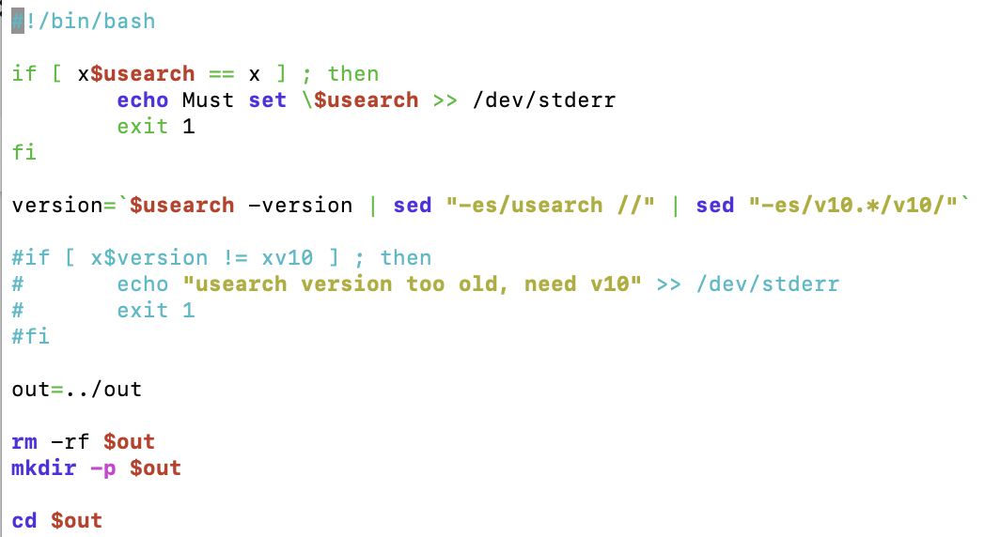 #!/bin/bash
if [ x$usearch == x ] ; then
echo Must set \$usearch >> /dev/stderr
exit 1
fi
version=`$usearch -version | sed "-es/usearch //" | sed "-es/v10.*/v10/"`
#if [ x$version != xv10 ] ; then
# echo "usearch version too old, need v10" >> /dev/stderr
# exit 1
#fi
out=../out
rm -rf $out
mkdir -p $out
cd $out